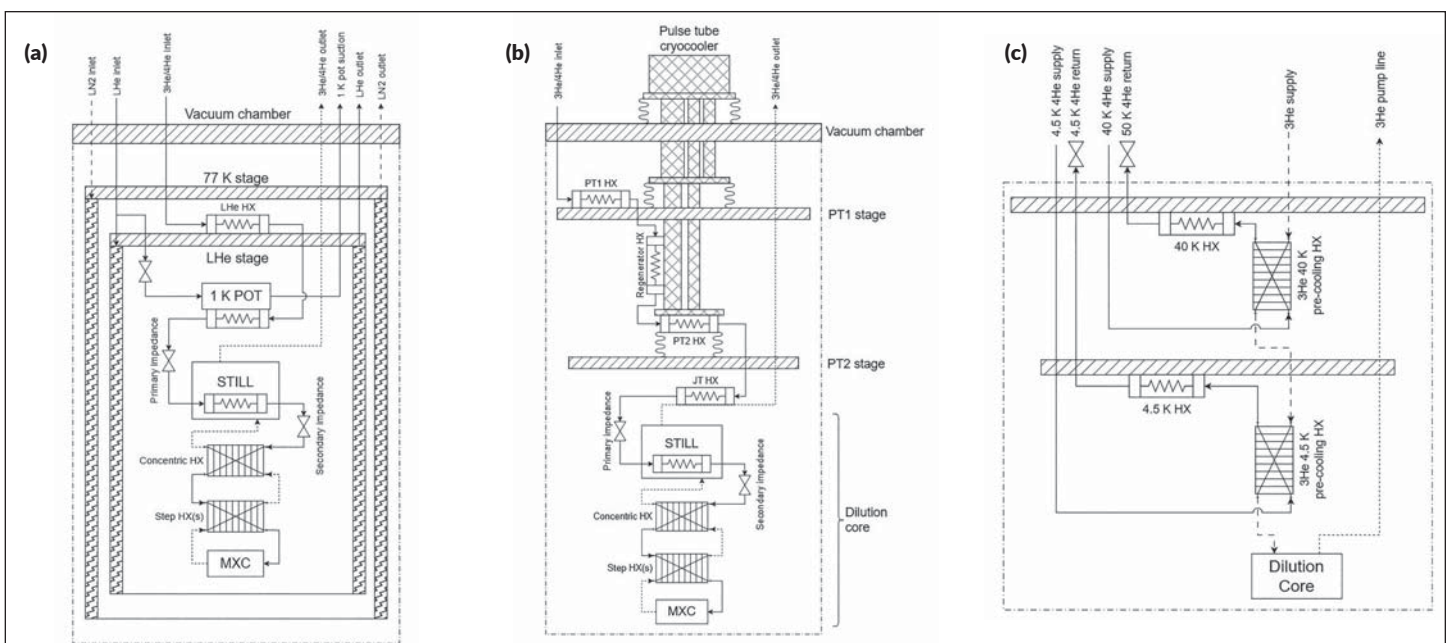 (a)
LN2 inlet
LHe inlet
3He/4He inlet
3He/4He outlet
1 K pot suction
LHe outlet
LN2 outlet
Vacuum chamber
77 K stage
LHe HX
LHe stage
1 K POT
Primary impedance
STILL
Secondary impedance
Concentric HX
Step HX(s)
MXC
(b)
Pulse tube
cryocooler
3He/4He inlet
3He/4He outlet
Vacuum chamber
PT1 HX
PT1 stage
Regenerator HX
PT2 HX
PT2 stage
JT HX
Primary impedance
STILL
Secondary impedance
Concentric HX
Dilution
core
Step HX(s)
MXC
(c)
4.5 K 4He supply
4.5 K 4He return
40 K 4He supply
50 K 4He return
3He supply
3He pump line
40 K HX
3He 40 K
pre-cooling HX
4.5 K HX
3He 4.5 K
pre-cooling HX
Dilution
Core